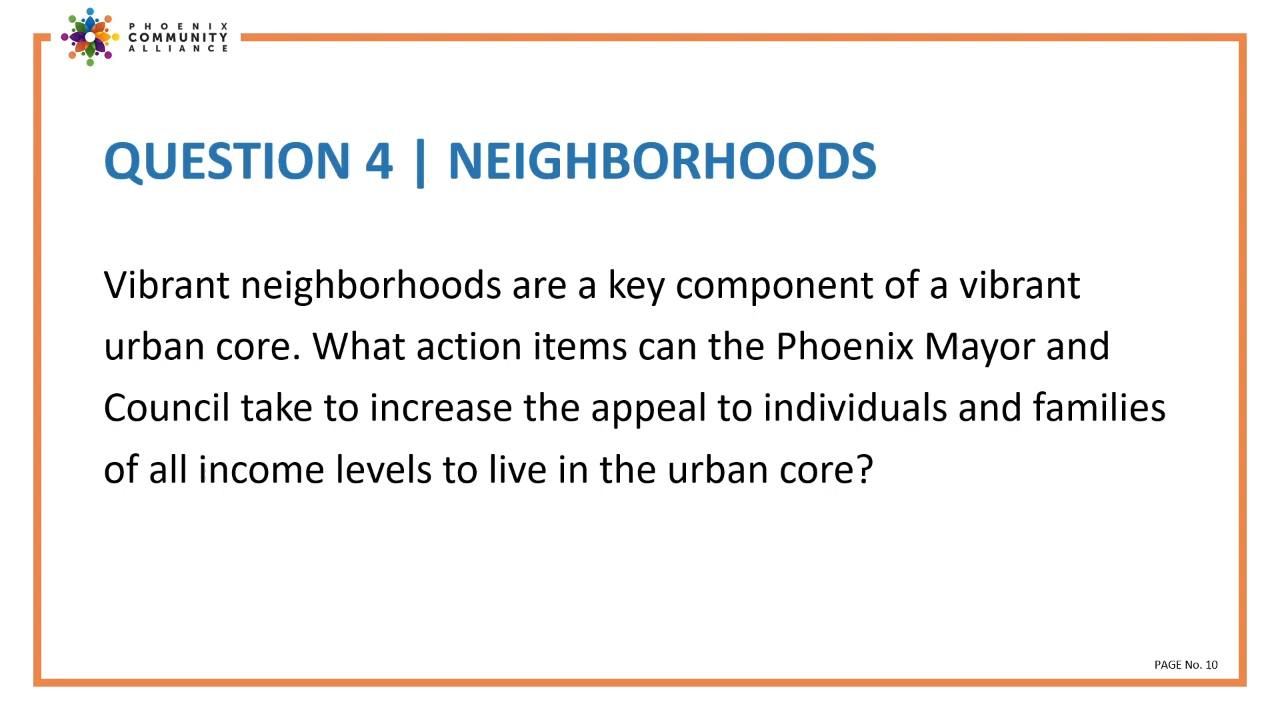 PHOENIX
COMMUNITY
ALLIANCE
QUESTION 4 | NEIGHBORHOODS
Vibrant neighborhoods are a key component of a vibrant
urban core. What action items can the Phoenix Mayor and
Council take to increase the appeal to individuals and families
of all income levels to live in the urban core?
PAGE No. 10